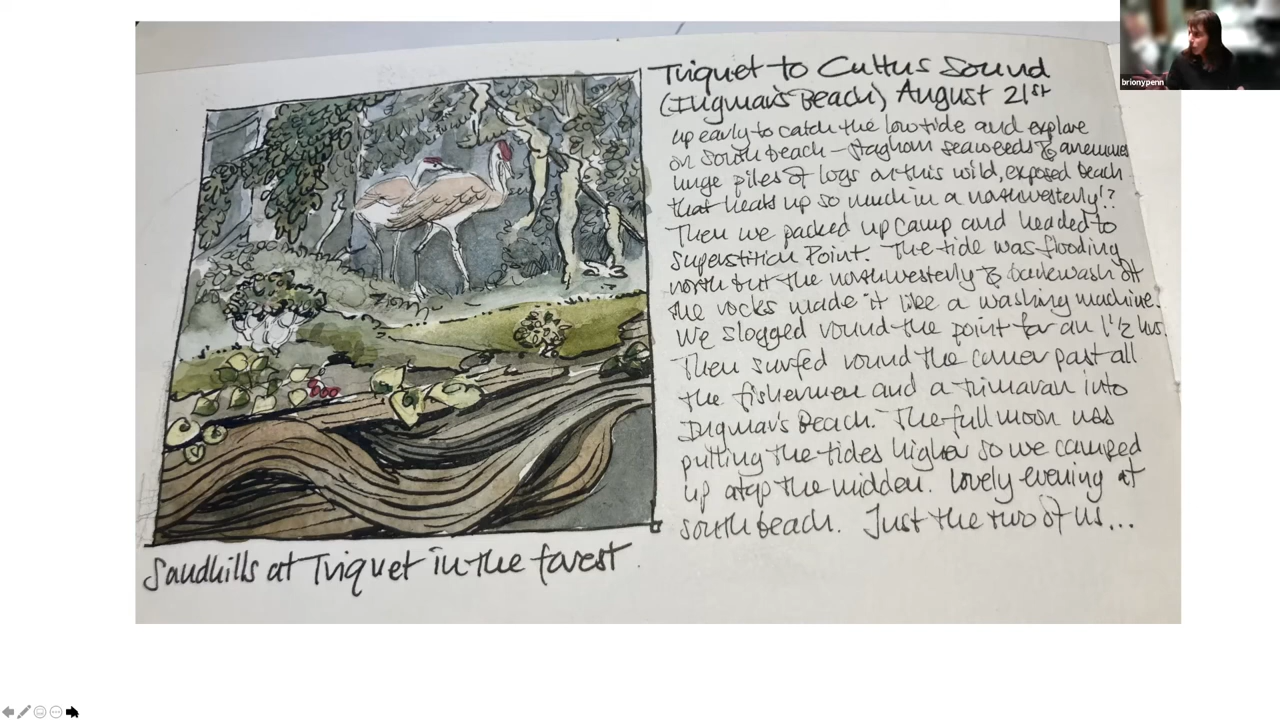 brionypenn
Triquet to Cultus Sound
(Ingmar's Beach) August 21st
up early to catch the low tide and explore
on south beach - staghorn seaweeds & anemones
huge piles of logs on this wild, exposed beach
that heats up so much in a northwesterly!?
Then we packed up camp and headed to
Superstition Point. The tide was flooding
north but the northwesterly & backwash of
the rocks made it like a washing machine.
We slogged round the point for an 1½ hrs.
Then surfed round the corner past all
the fishermen and a trimaran into
Ingmar's Beach. The full moon was
putting the tides higher so we camped
up atop the midden. Lovely evening at
south beach. Just the two of us...
Sandhills at Triquet in the forest.